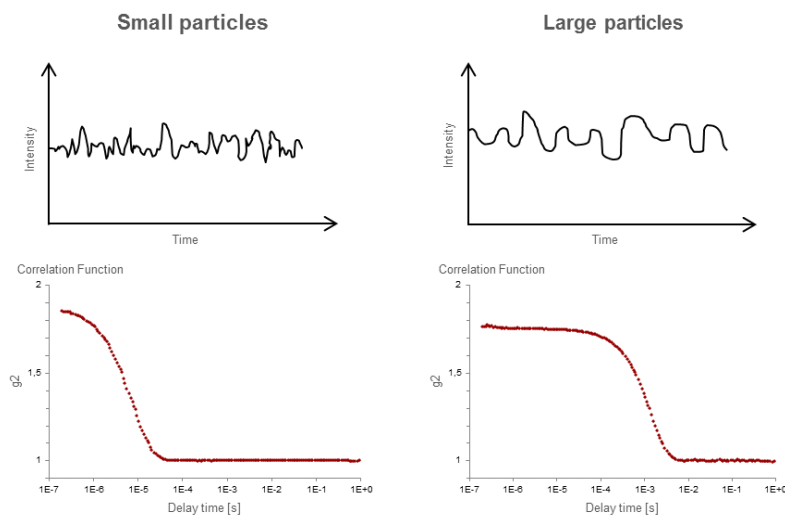 Small particles
Intensity
Time
Large particles
Intensity
Time
Correlation Function
2
1,5
1
g2
1E-7 1E-6 1E-5 1E-4 1E-3 1E-2 1E-1 1E+0
Delay time [s]
Correlation Function
2
1,5
1
g2
1E-7 1E-6 1E-5 1E-4 1E-3 1E-2 1E-1 1E+0
Delay time [s]